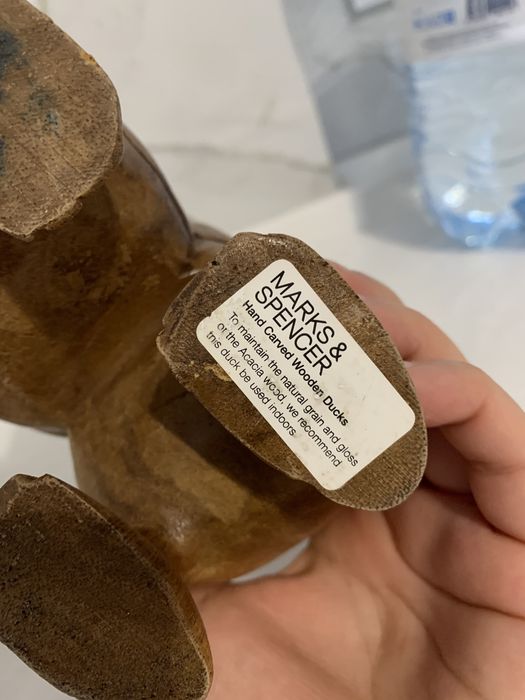 MARKS &
SPENCER
Hand Carved Wooden Ducks
To maintain the natural grain and gloss
or the Acacia wood, we recommend
this duck be used indoors.